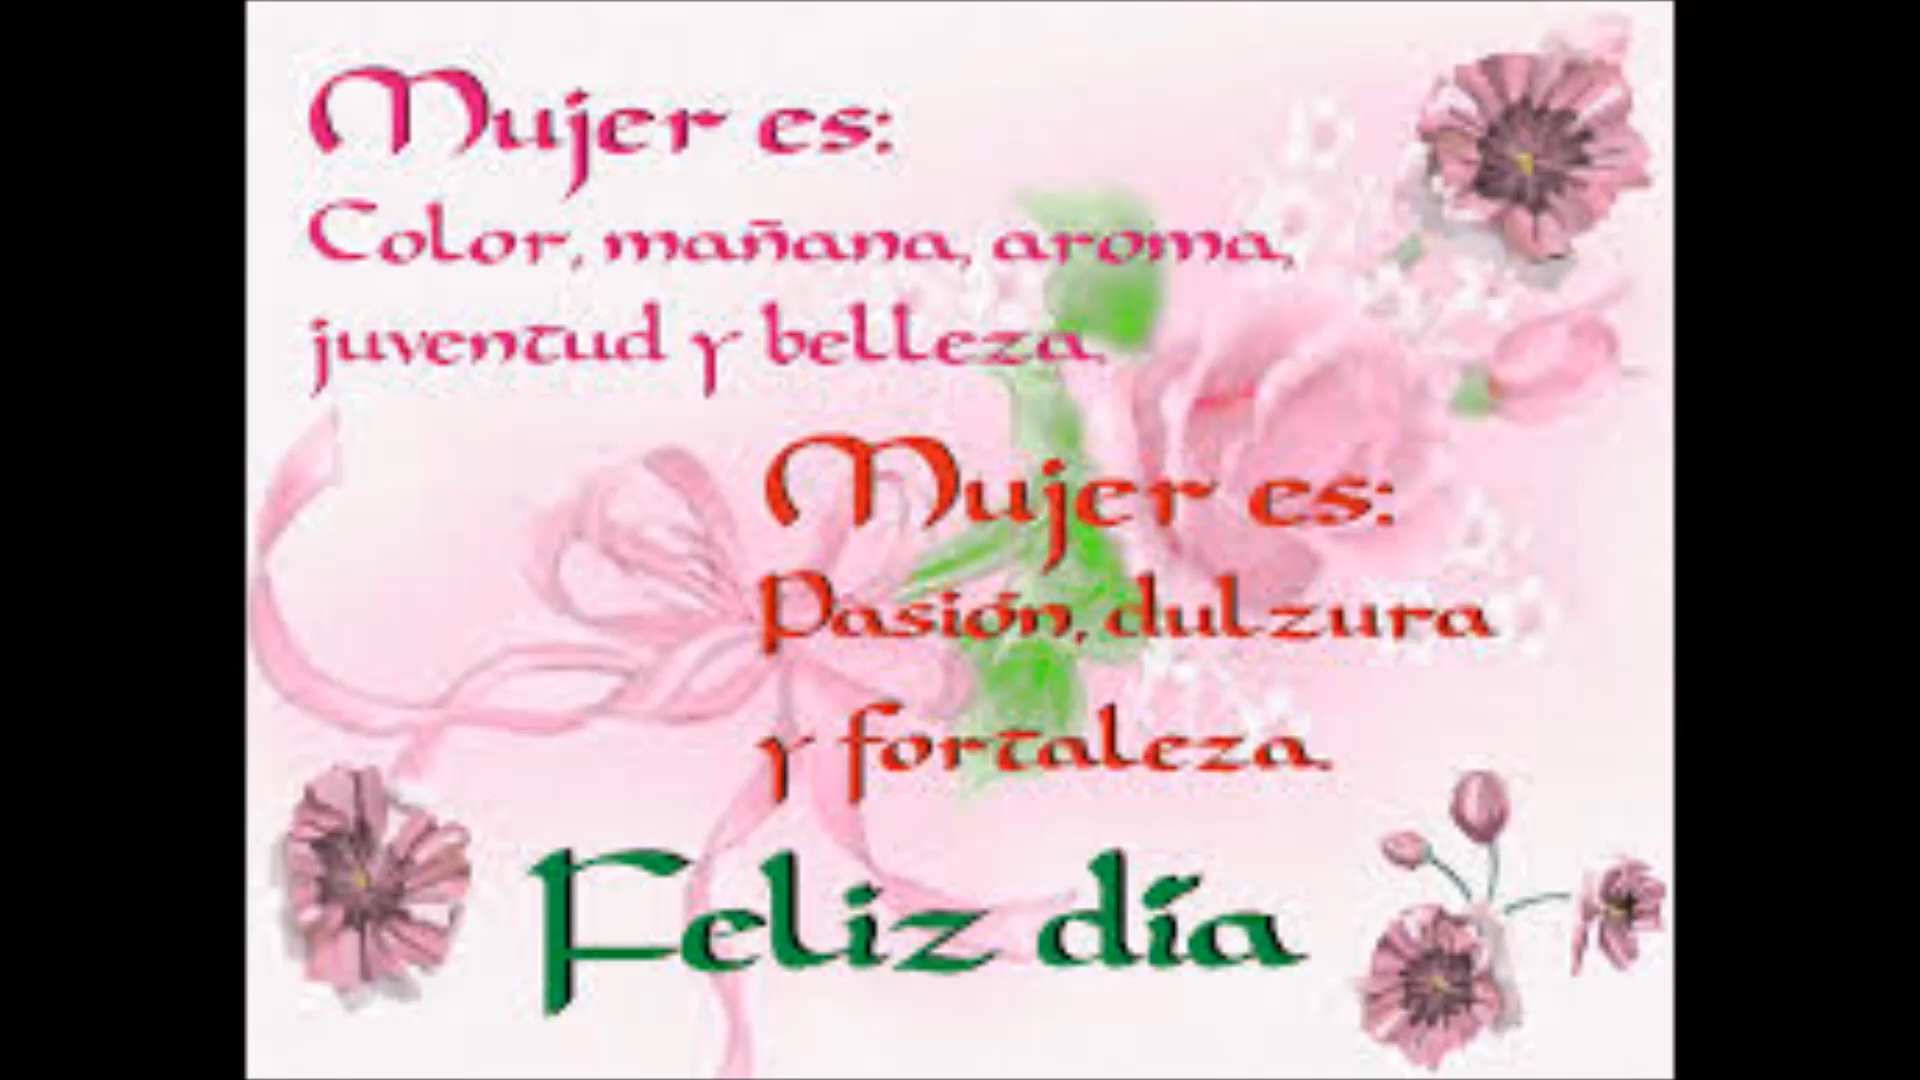 Mujer es:
Color, mañana, aroma,
juventud y belleza.
Mujer es:
Pasión, dulzura
y fortaleza.
Feliz día